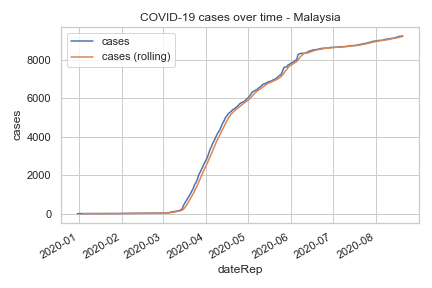 COVID-19 cases over time - Malaysia
cases
cases (rolling)
8000
6000
4000
2000
0
cases
2020-01
2020-02
2020-03
2020-04
2020-05
2020-06
2020-07
2020-08
dateRep